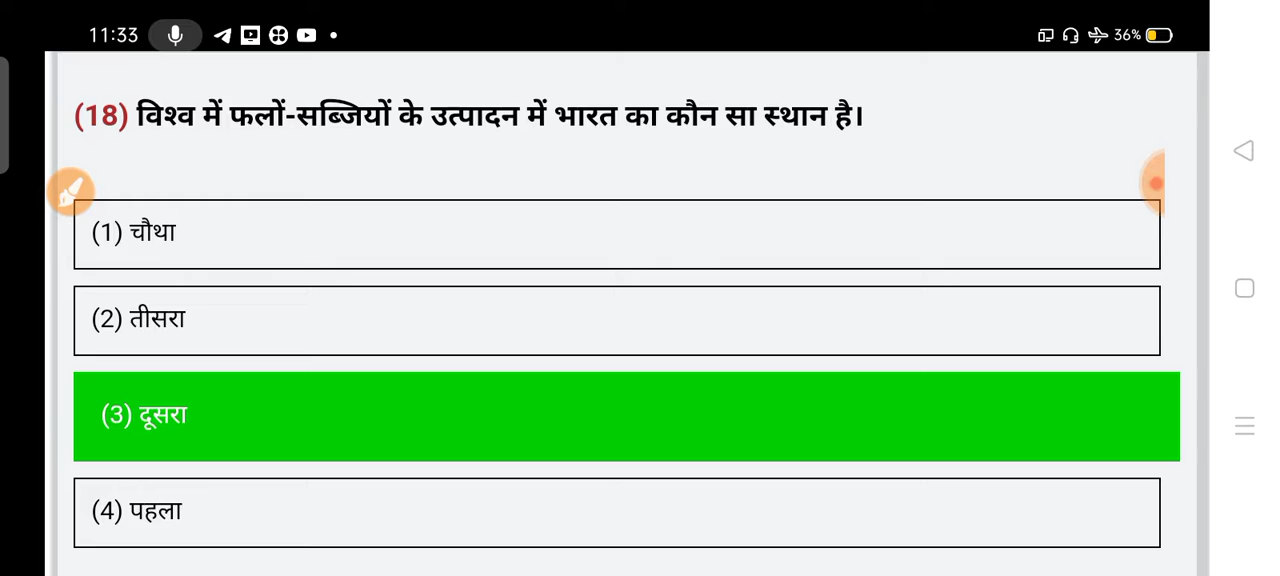 11:33
36%
(18) विश्व में फलों-सब्जियों के उत्पादन में भारत का कौन सा स्थान है।
(1) चौथा
(2) तीसरा
(3) दूसरा
(4) पहला